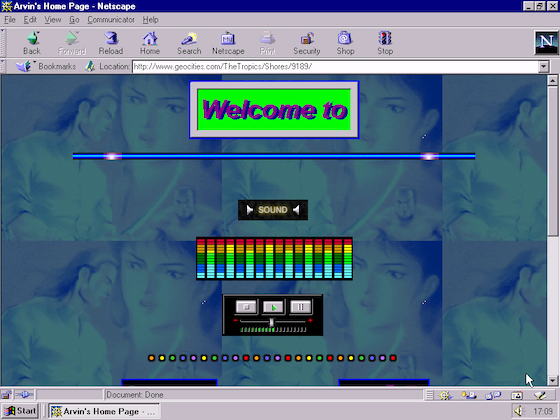 Arvin's Home Page - Netscape
File Edit View Go Communicator Help
Back Forward Reload Home Search Netscape Print Security Shop Stop
N
Bookmarks Location: http://www.geocities.com/TheTropics/Shores/9189/
Welcome to
SOUND
Document: Done
Start Arvin's Home Page - ... 17:09